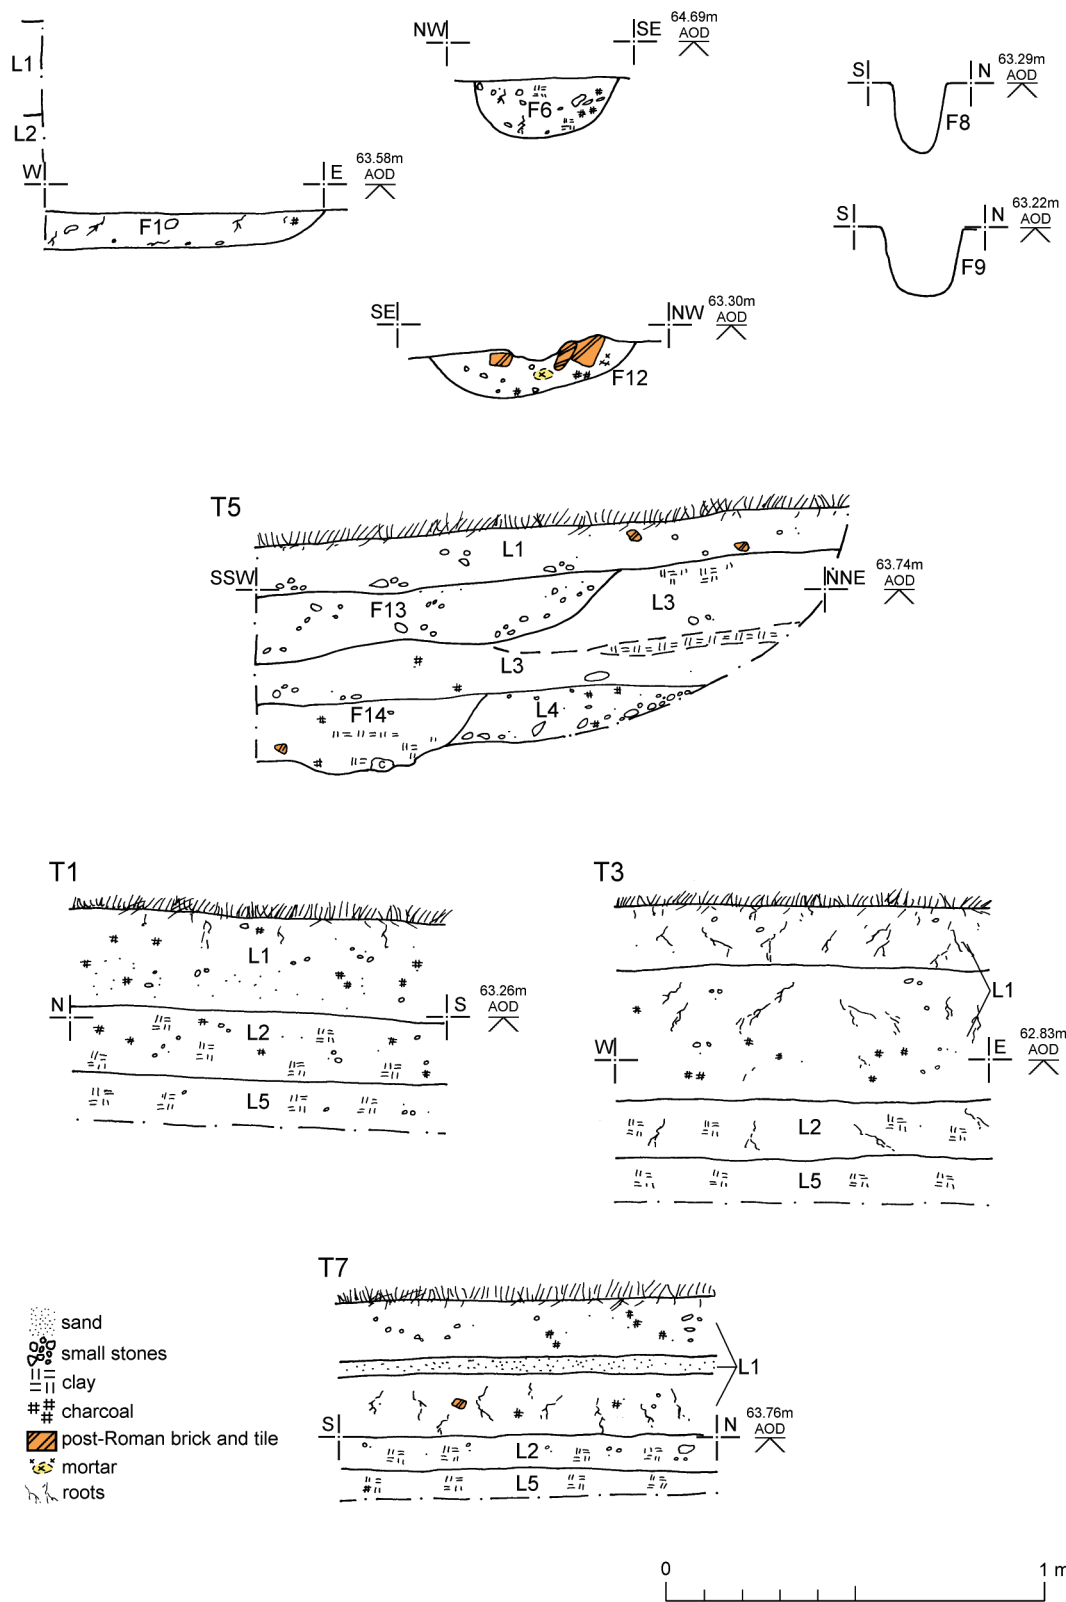 L1
L2
W E 63.58m AOD
F1
NW SE 64.69m AOD
F6
S N 63.29m AOD
F8
S N 63.22m AOD
F9
SE NW 63.30m AOD
F12
T5
L1
SSW NNE 63.74m AOD
F13 L3
L3
F14 L4
C
T1
L1
N S 63.26m AOD
L2
L5
T3
L1
W E 62.83m AOD
L2
L5
T7
L1
S N 63.76m AOD
L2
L5
sand
small stones
clay
charcoal
post-Roman brick and tile
mortar
roots
0 1 m